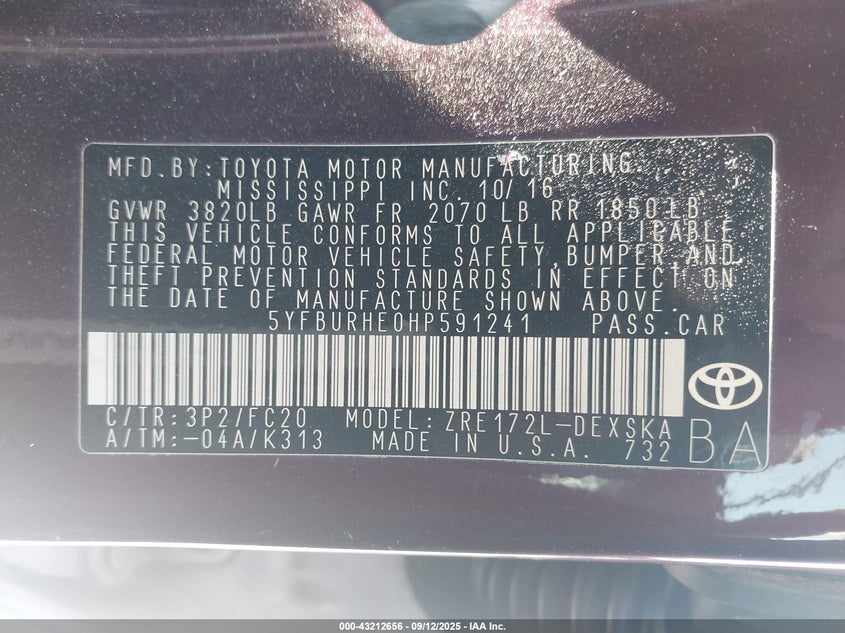 MFD.BY:TOYOTA MOTOR MANUFACTURING.
MISSISSIPPI INC. 10/16
GVWR 3820LB GAWR FR 2070 LB RR 1850 LB
THIS VEHICLE CONFORMS TO ALL APPLICABLE
FEDERAL MOTOR VEHICLE SAFETY,BUMPER,AND
THEFT PREVENTION STANDARDS IN EFFECT ON
THE DATE OF MANUFACTURE SHOWN ABOVE.
5YFBURHE0HP591241 PASS.CAR
C/TR:3P2/FC20 MODEL:ZRE172L-DEXSKA
A/TM:-04A/K313 MADE IN U.S.A. 732 BA
000-43212656 - 09/12/2025 - IAA Inc.